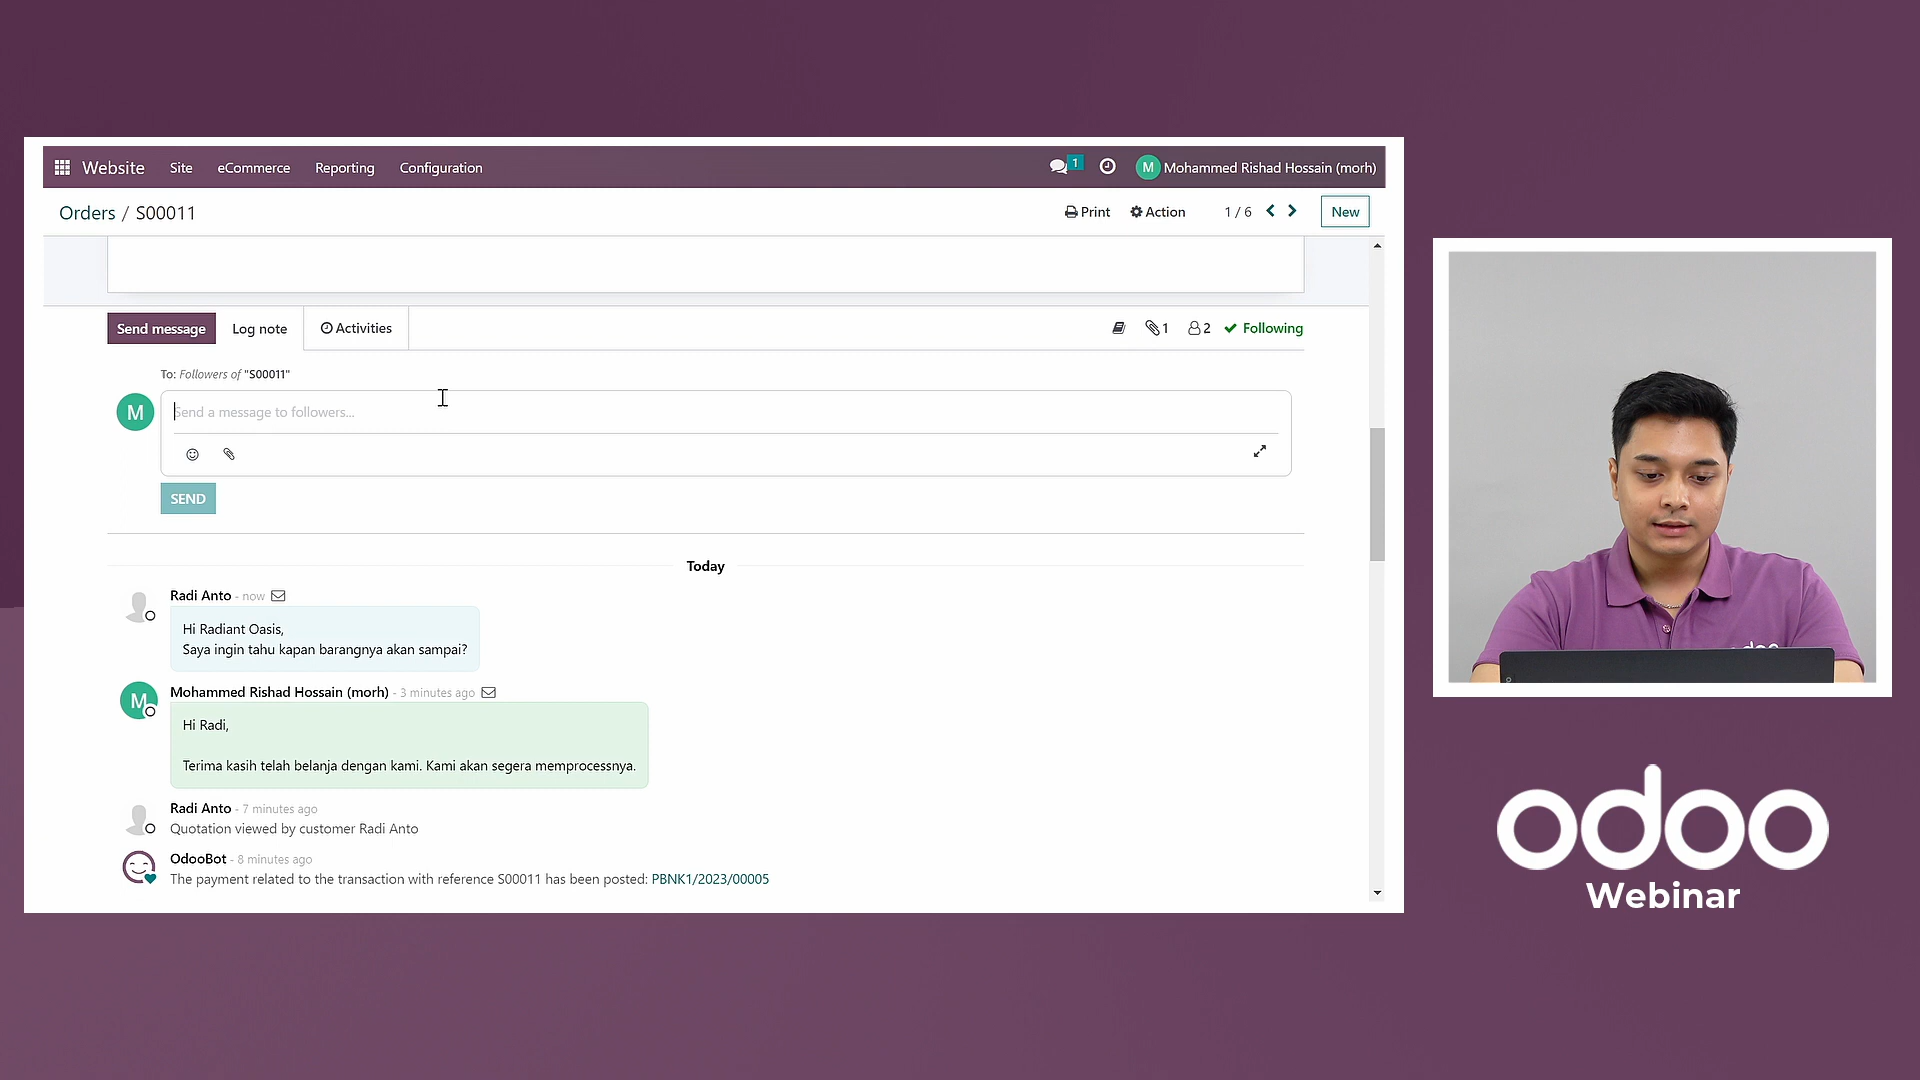 Website Site eCommerce Reporting Configuration 1 M Mohammed Rishad Hossain (morh)
Orders / S00011 Print Action 1 / 6 New
Send message Log note Activities 1 2 Following
To: Followers of "S00011"
M Send a message to followers...
SEND
Today
Radi Anto - now
Hi Radiant Oasis,
Saya ingin tahu kapan barangnya akan sampai?
M Mohammed Rishad Hossain (morh) - 3 minutes ago
Hi Radi,
Terima kasih telah belanja dengan kami. Kami akan segera memprocessnya.
Radi Anto - 7 minutes ago
Quotation viewed by customer Radi Anto
OdooBot - 8 minutes ago
The payment related to the transaction with reference S00011 has been posted: PBNK1/2023/00005
odoo
odoo
Webinar